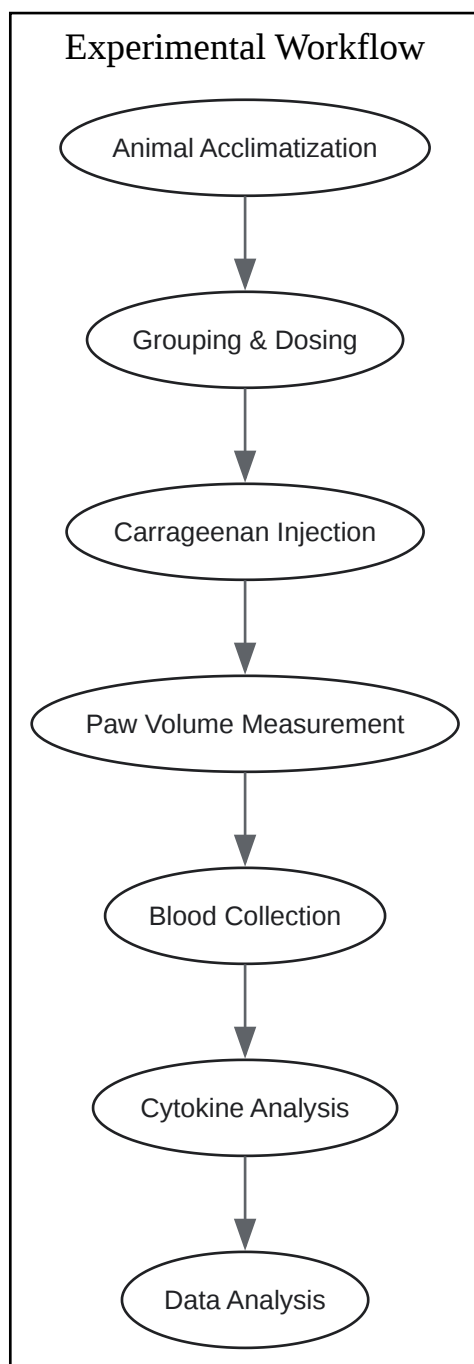 Experimental Workflow
Animal Acclimatization
Grouping & Dosing
Carrageenan Injection
Paw Volume Measurement
Blood Collection
Cytokine Analysis
Data Analysis